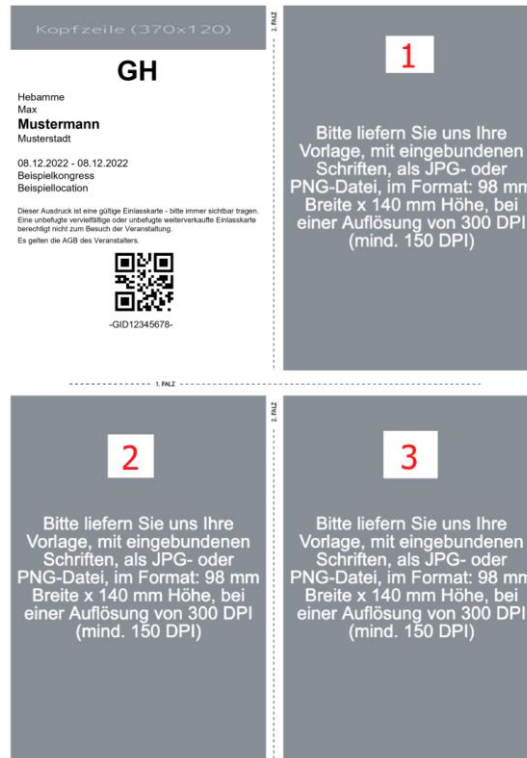 Kopfzeile (370x120)
GH
Hebamme
Max
Mustermann
Musterstadt
08.12.2022 - 08.12.2022
Beispielkongress
Beispiellocation
Dieser Ausdruck ist eine gültige Einlasskarte - bitte immer sichtbar tragen.
Eine unbefugte vervielfältige oder unbefugte weiterverkaufte Einlasskarte
berechtigt nicht zum Besuch der Veranstaltung.
Es gelten die AGB des Veranstalters.
-GID12345678-
2. FALZ
1
Bitte liefern Sie uns Ihre
Vorlage, mit eingebundenen
Schriften, als JPG- oder
PNG-Datei, im Format: 98 mm
Breite x 140 mm Höhe, bei
einer Auflösung von 300 DPI
(mind. 150 DPI)
1. FALZ
2
Bitte liefern Sie uns Ihre
Vorlage, mit eingebundenen
Schriften, als JPG- oder
PNG-Datei, im Format: 98 mm
Breite x 140 mm Höhe, bei
einer Auflösung von 300 DPI
(mind. 150 DPI)
2. FALZ
3
Bitte liefern Sie uns Ihre
Vorlage, mit eingebundenen
Schriften, als JPG- oder
PNG-Datei, im Format: 98 mm
Breite x 140 mm Höhe, bei
einer Auflösung von 300 DPI
(mind. 150 DPI)